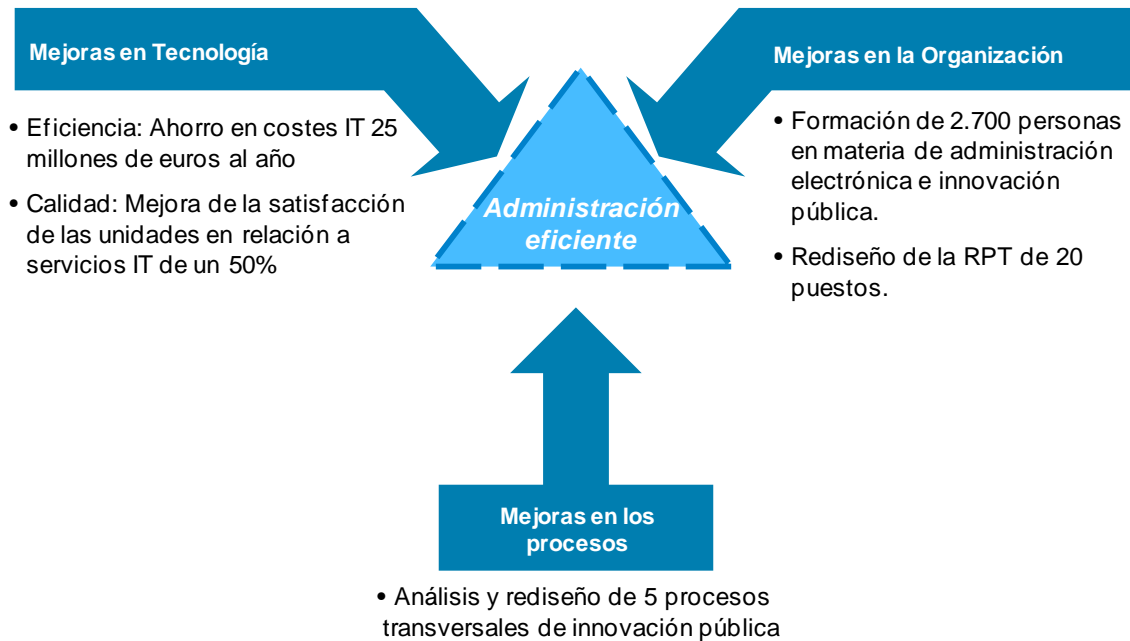 Mejoras en Tecnología
• Eficiencia: Ahorro en costes IT 25
millones de euros al año
• Calidad: Mejora de la satisfacción
de las unidades en relación a
servicios IT de un 50%
Mejoras en la Organización
• Formación de 2.700 personas
en materia de administración
electrónica e innovación
pública.
• Rediseño de la RPT de 20
puestos.
Administración
eficiente
Mejoras en los
procesos
• Análisis y rediseño de 5 procesos
transversales de innovación pública